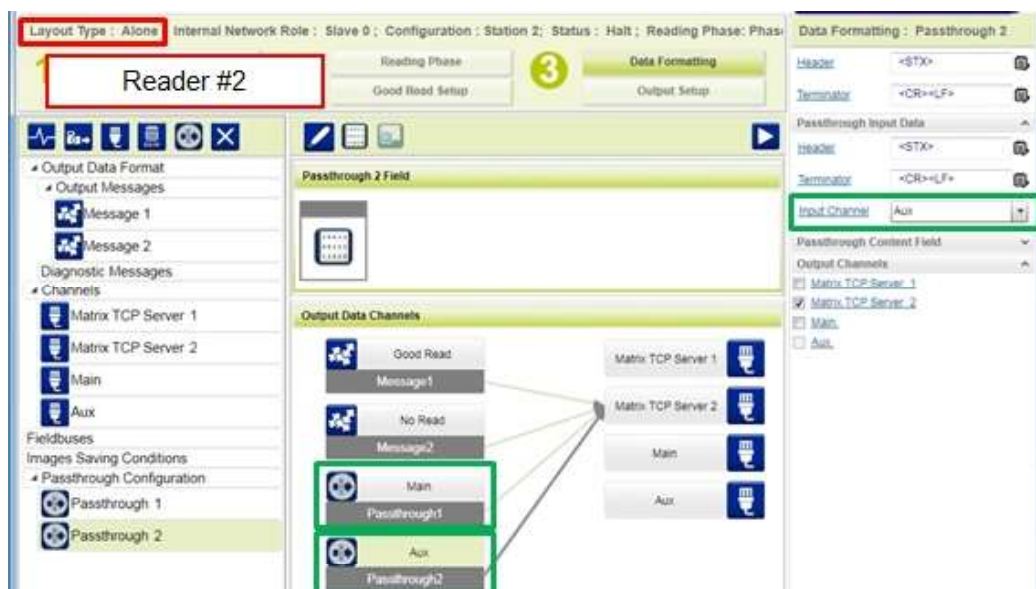 Layout Type : Alone Internal Network Role : Slave 0 ; Configuration : Station 2; Status : Halt ; Reading Phase: Phas
Reader #2
Reading Phase
Good Read Setup
3
Data Formatting
Output Setup
Output Data Format
Output Messages
Message 1
Message 2
Diagnostic Messages
Channels
Matrix TCP Server 1
Matrix TCP Server 2
Main
Aux
Fieldbuses
Images Saving Conditions
Passthrough Configuration
Passthrough 1
Passthrough 2
Passthrough 2 Field
Output Data Channels
Good Read
Message1
No Read
Message2
Main
Passthrough1
Aux
Passthrough2
Matrix TCP Server 1
Matrix TCP Server 2
Main
Aux
Data Formatting : Passthrough 2
Header <STX>
Terminator <CR><LF>
Passthrough Input Data
Header <STX>
Terminator <CR><LF>
Input Channel Aux
Passthrough Content Field
Output Channels
Matrix TCP Server 1
Matrix TCP Server 2
Main
Aux